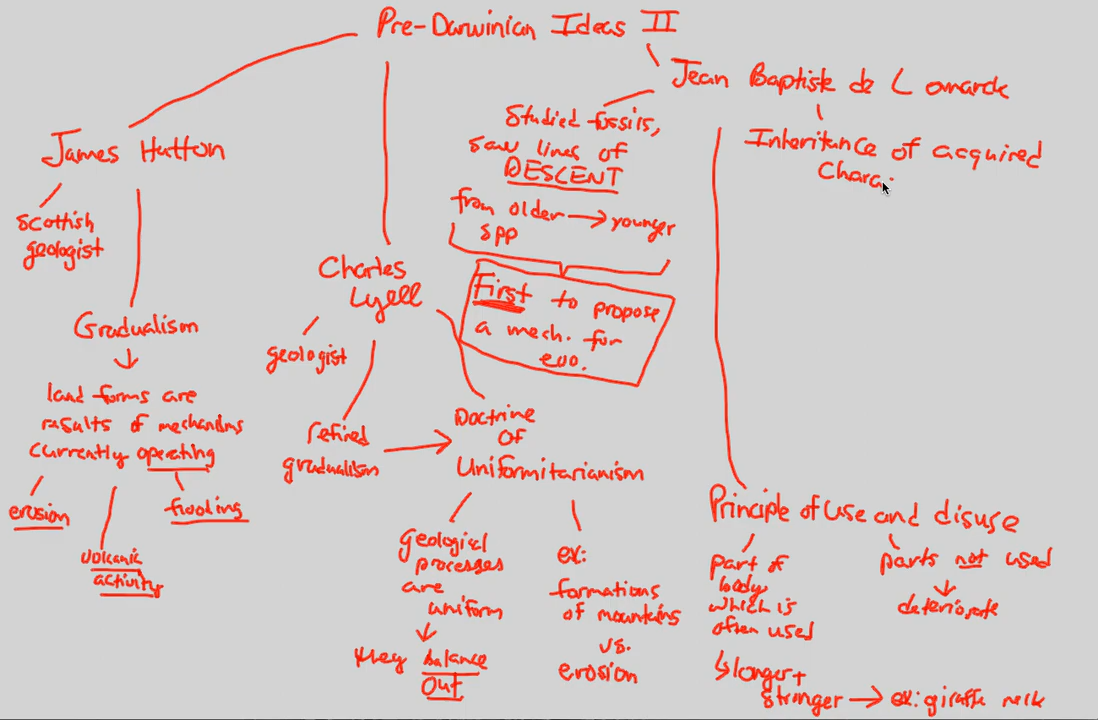 Pre-Darwinian Ideas II
James Hutton
Scottish
geologist
Gradualism
land forms are
results of mechanisms
currently operating
erosion
volcanic
activity
flooding
Charles
Lyell
geologist
refined
gradualism
Doctrine
of
Uniformitarianism
geological
processes
are
uniform
they balance
out
ex:
formations
of mountains
vs.
erosion
Jean Baptiste de Lamarck
Studied fossils,
saw lines of
DESCENT
from older → younger
spp
First to propose
a mech. for
evo.
Inheritance of acquired
Charac
Principle of use and disuse
part of
body
which is
often used
↳ longer +
stronger → ex: giraffe neck
parts not used
deteriorate